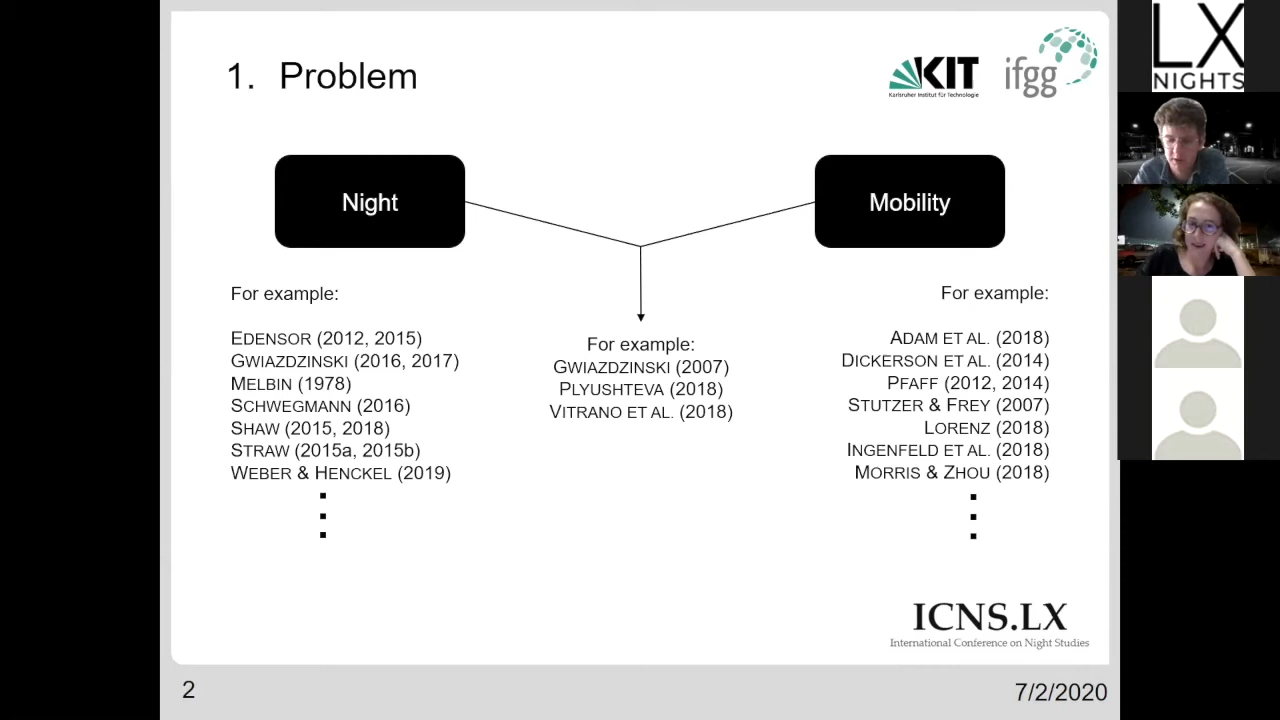 1. Problem
KIT
Karlsruher Institut für Technologie
ifgg
Night
Mobility
For example:
EDENSOR (2012, 2015)
GWIAZDZINSKI (2016, 2017)
MELBIN (1978)
SCHWEGMANN (2016)
SHAW (2015, 2018)
STRAW (2015a, 2015b)
WEBER & HENCKEL (2019)
For example:
GWIAZDZINSKI (2007)
PLYUSHTEVA (2018)
VITRANO ET AL. (2018)
For example:
ADAM ET AL. (2018)
DICKERSON ET AL. (2014)
PFAFF (2012, 2014)
STUTZER & FREY (2007)
LORENZ (2018)
INGENFELD ET AL. (2018)
MORRIS & ZHOU (2018)
ICNS.LX
International Conference on Night Studies
2
7/2/2020
LX
NIGHTS